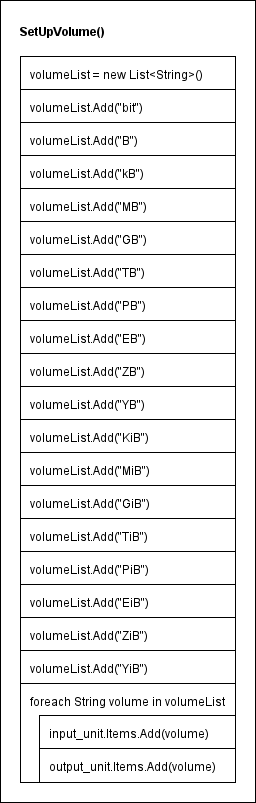 SetUpVolume()
volumeList = new List<String>()
volumeList.Add("bit")
volumeList.Add("B")
volumeList.Add("kB")
volumeList.Add("MB")
volumeList.Add("GB")
volumeList.Add("TB")
volumeList.Add("PB")
volumeList.Add("EB")
volumeList.Add("ZB")
volumeList.Add("YB")
volumeList.Add("KiB")
volumeList.Add("MiB")
volumeList.Add("GiB")
volumeList.Add("TiB")
volumeList.Add("PiB")
volumeList.Add("EiB")
volumeList.Add("ZiB")
volumeList.Add("YiB")
foreach String volume in volumeList
input_unit.Items.Add(volume)
output_unit.Items.Add(volume)